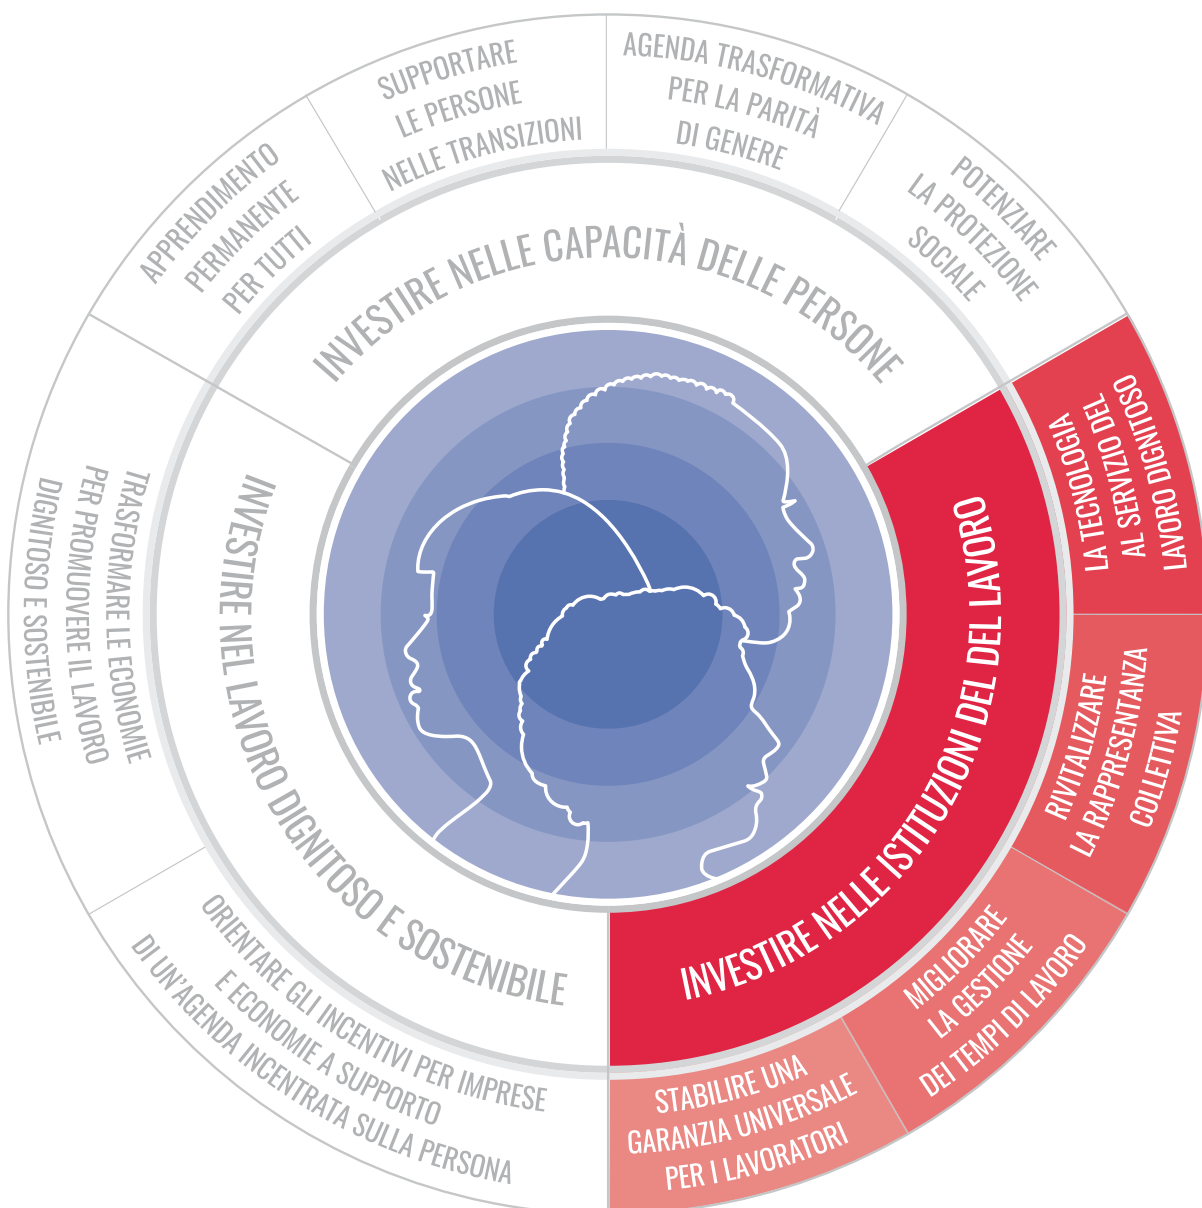 SUPPORTARE
LE PERSONE
NELLE TRANSIZIONI
AGENDA TRASFORMATIVA
PER LA PARITÀ
DI GENERE
POTENZIARE
LA PROTEZIONE
SOCIALE
APPRENDIMENTO
PERMANENTE
PER TUTTI
INVESTIRE NELLE CAPACITÀ DELLE PERSONE
LA TECNOLOGIA
AL SERVIZIO DEL
LAVORO DIGNITOSO
RIVITALIZZARE
LA RAPPRESENTANZA
COLLETTIVA
MIGLIORARE
LA GESTIONE
DEI TEMPI DI LAVORO
STABILIRE UNA
GARANZIA UNIVERSALE
PER I LAVORATORI
INVESTIRE NELLE ISTITUZIONI DEL DEL LAVORO
TRASFORMARE LE ECONOMIE
PER PROMUOVERE IL LAVORO
DIGNITOSO E SOSTENIBILE
INVESTIRE NEL LAVORO DIGNITOSO E SOSTENIBILE
ORIENTARE GLI INCENTIVI PER IMPRESE
E ECONOMIE A SUPPORTO
DI UN'AGENDA INCENTRATA SULLA PERSONA